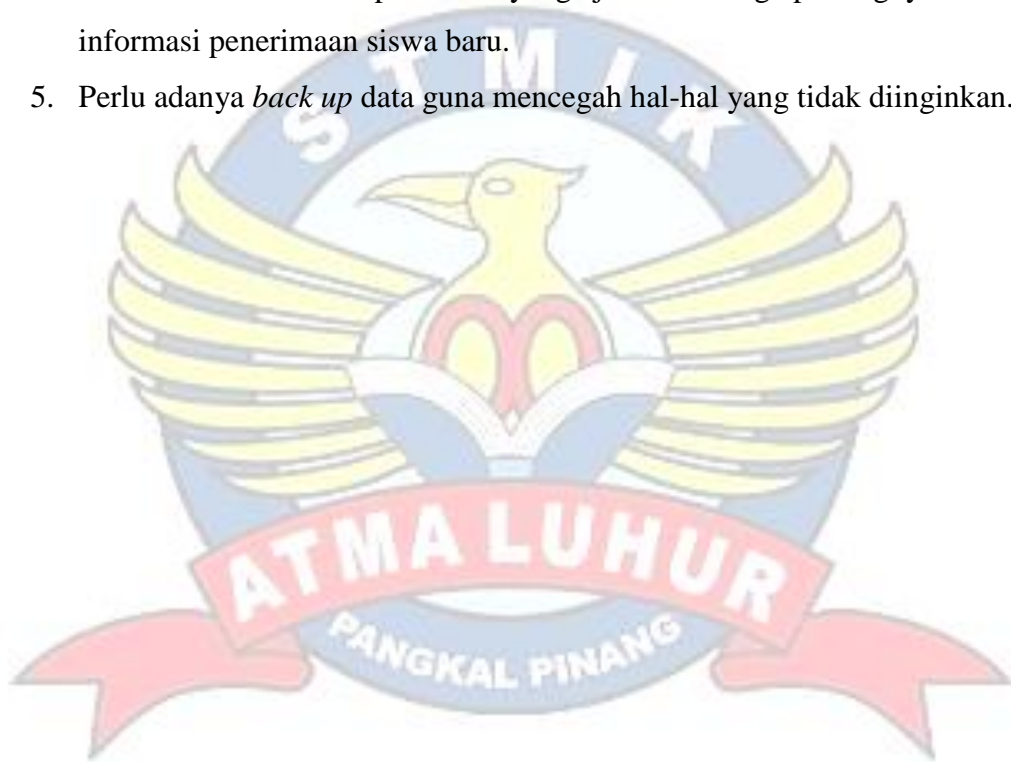 informasi penerimaan siswa baru.
5. Perlu adanya back up data guna mencegah hal-hal yang tidak diinginkan.
STMIK
ATMA LUHUR
PANGKAL PINANG